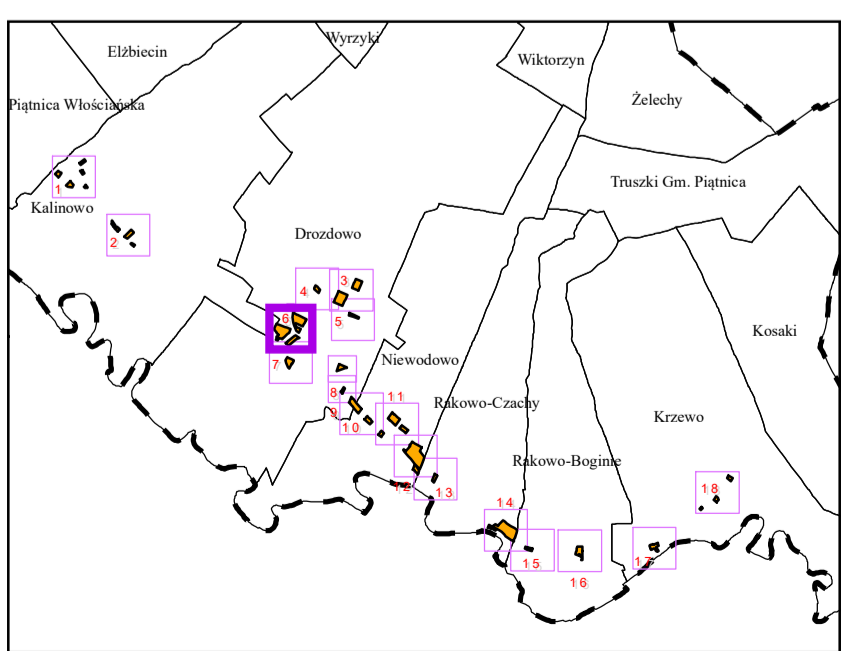 Wyrzyki
Elżbiecin
Wiktorzyn
Piątnica Włościańska
Żelechy
Truszki Gm. Piątnica
1
Kalinowo
Drozdowo
2
3
4
5
6
Kosaki
7
Niewodowo
8
11
9
Rakowo-Czachy
10
Krzewo
Rakowo-Boginie
12
13
18
14
15
17
16